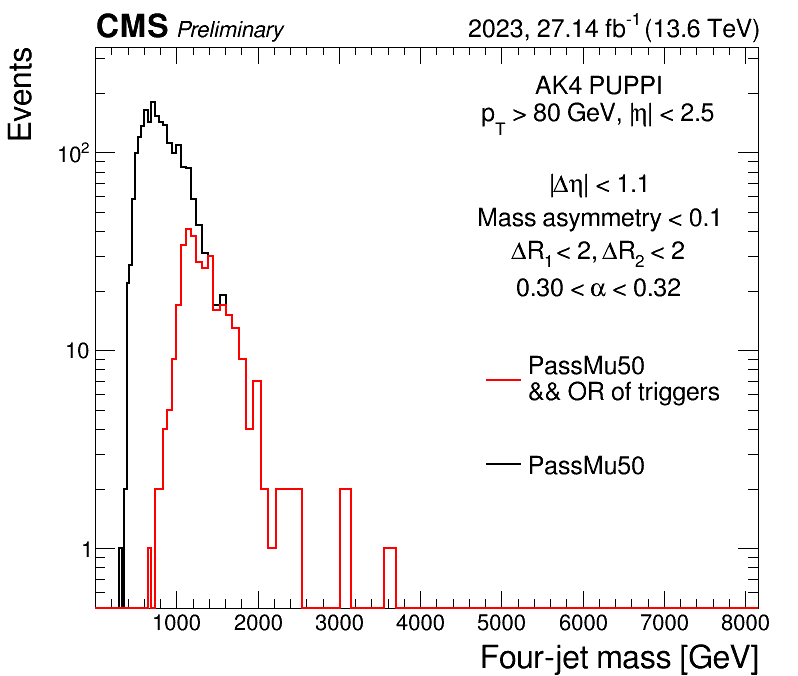 CMS Preliminary 2023, 27.14 fb⁻¹ (13.6 TeV)
Events
AK4 PUPPI
p_T > 80 GeV, |η| < 2.5
|Δη| < 1.1
Mass asymmetry < 0.1
ΔR₁ < 2, ΔR₂ < 2
0.30 < α < 0.32
PassMu50
&& OR of triggers
PassMu50
10²
10
1
1000 2000 3000 4000 5000 6000 7000 8000
Four-jet mass [GeV]